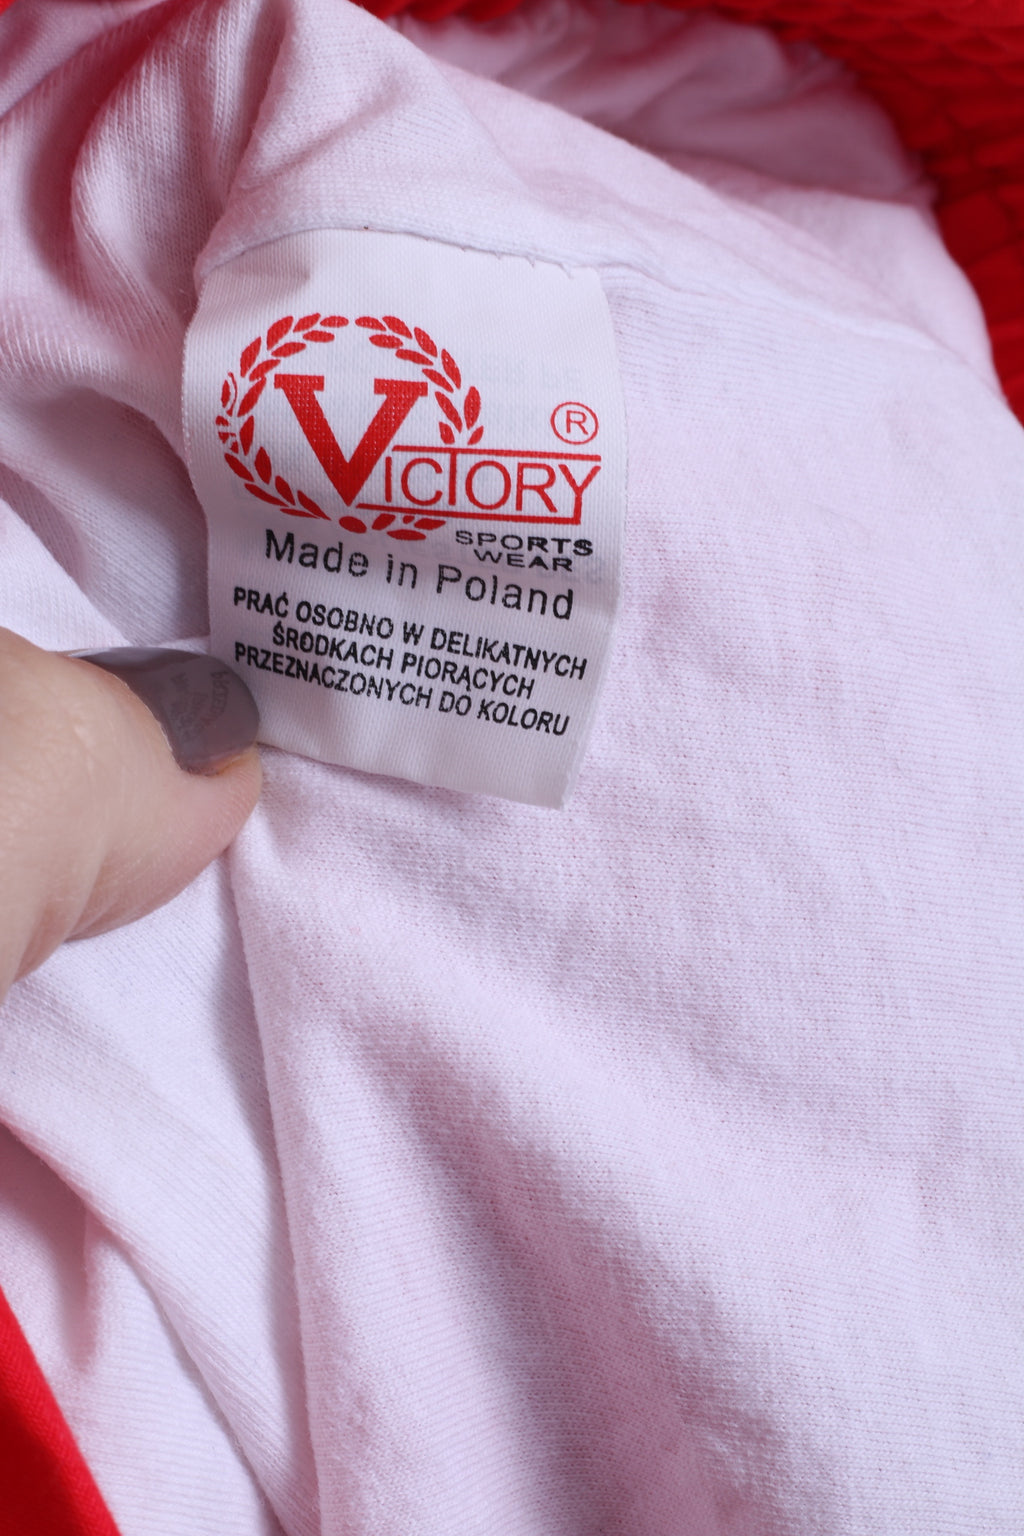 VICTORY ®
SPORTS
WEAR
Made in Poland
PRAĆ OSOBNO W DELIKATNYCH
ŚRODKACH PIORĄCYCH
PRZEZNACZONYCH DO KOLORU